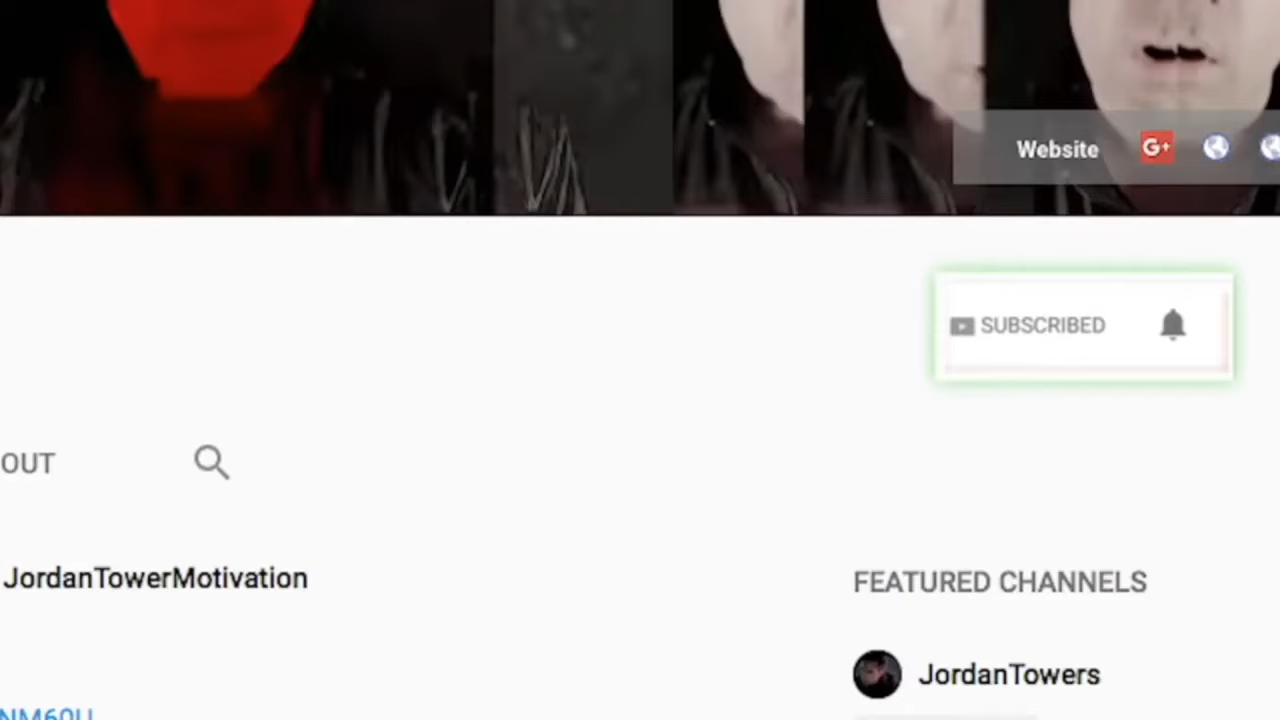 Website G+
SUBSCRIBED
OUT
JordanTowerMotivation
FEATURED CHANNELS
JordanTowers